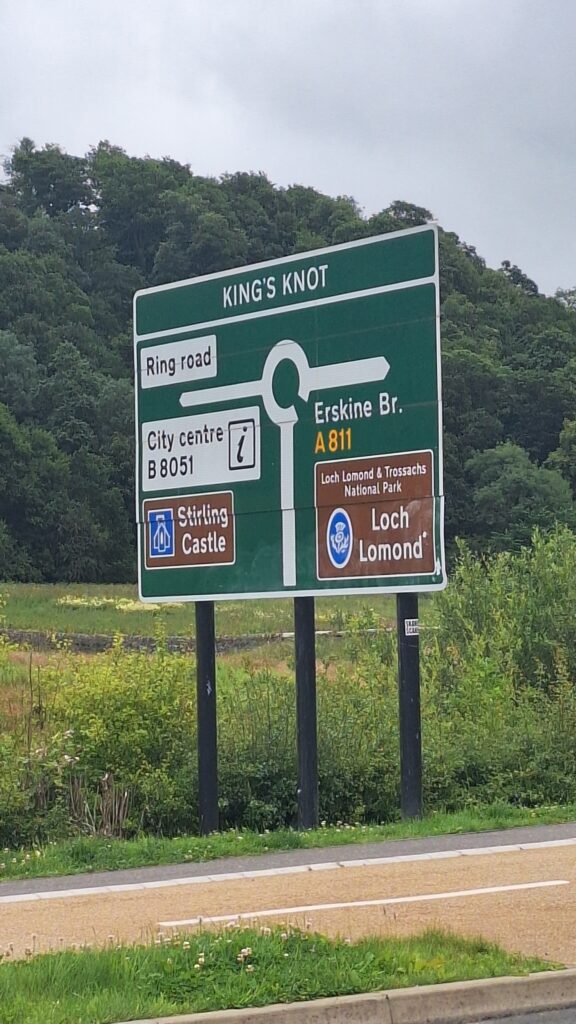 KING'S KNOT
Ring road
City centre i
B 8051
Stirling
Castle
Erskine Br.
A 811
Loch Lomond & Trossachs
National Park
Loch
Lomond